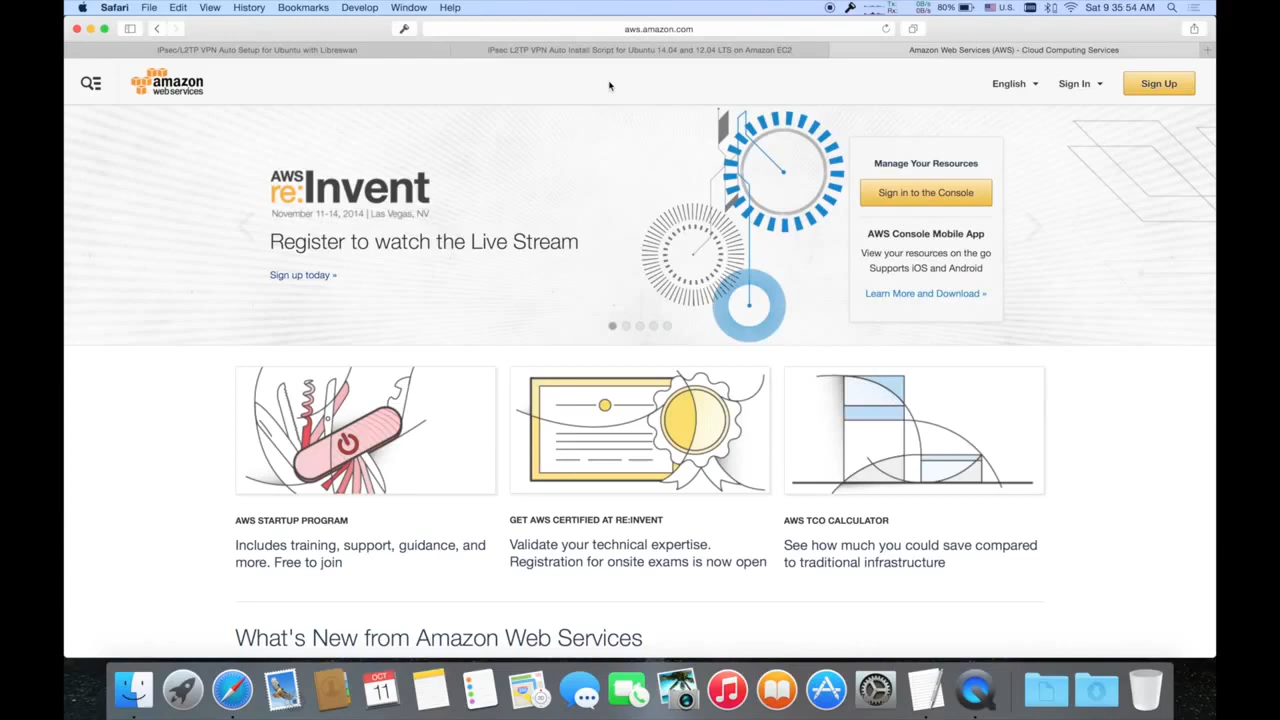 Safari File Edit View History Bookmarks Develop Window Help
Tx: Rx: 0B/s 0B/s 80% U.S. Sat 9 35 54 AM
aws.amazon.com
IPsec/L2TP VPN Auto Setup for Ubuntu with Libreswan
IPsec L2TP VPN Auto Install Script for Ubuntu 14.04 and 12.04 LTS on Amazon EC2
Amazon Web Services (AWS) - Cloud Computing Services
amazon
web services
English
Sign In
Sign Up
AWS
re:Invent
November 11-14, 2014 | Las Vegas, NV
Register to watch the Live Stream
Sign up today »
Manage Your Resources
Sign in to the Console
AWS Console Mobile App
View your resources on the go
Supports iOS and Android
Learn More and Download »
AWS STARTUP PROGRAM
Includes training, support, guidance, and
more. Free to join
GET AWS CERTIFIED AT RE:INVENT
Validate your technical expertise.
Registration for onsite exams is now open
AWS TCO CALCULATOR
See how much you could save compared
to traditional infrastructure
What's New from Amazon Web Services
OCT
11